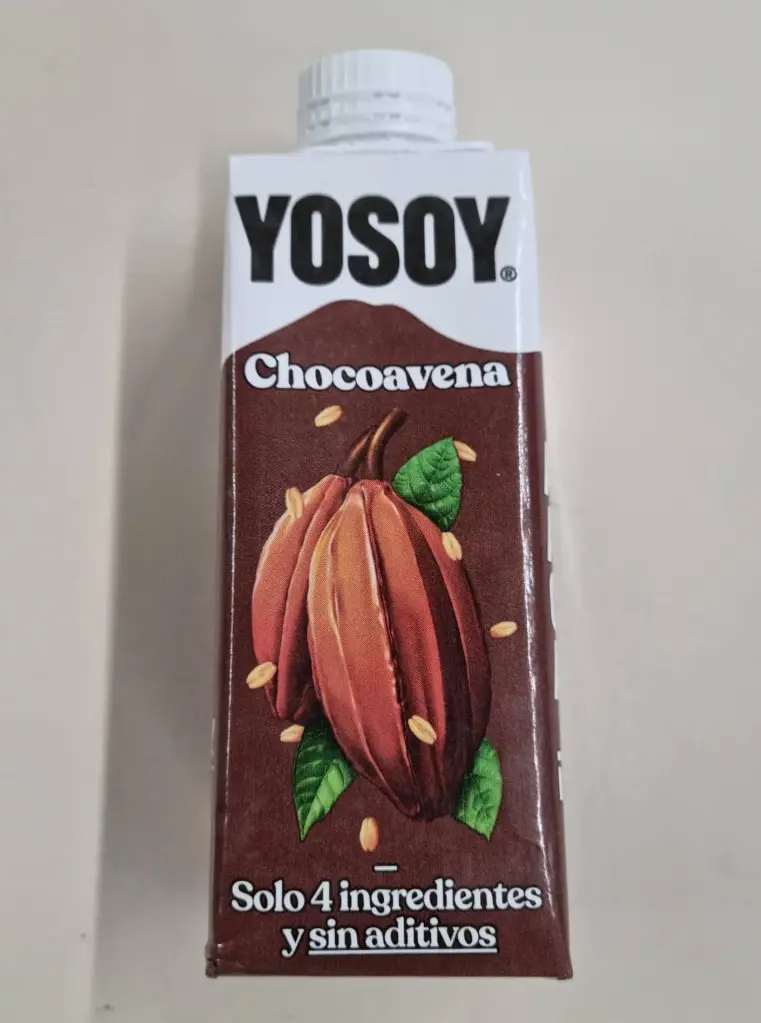 YOSOY®
Chocoavena
Solo 4 ingredientes
y sin aditivos